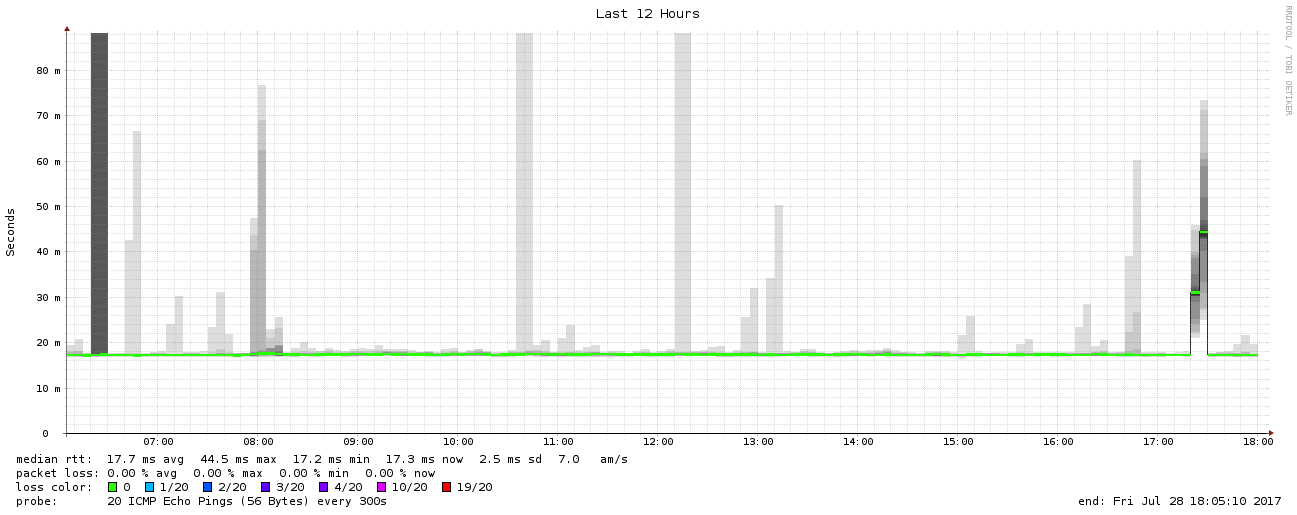 Last 12 Hours
RRDTOOL / TOBI OETIKER
Seconds
80 m
70 m
60 m
50 m
40 m
30 m
20 m
10 m
0
07:00 08:00 09:00 10:00 11:00 12:00 13:00 14:00 15:00 16:00 17:00 18:00
median rtt: 17.7 ms avg 44.5 ms max 17.2 ms min 17.3 ms now 2.5 ms sd 7.0 am/s
packet loss: 0.00 % avg 0.00 % max 0.00 % min 0.00 % now
loss color: 0 1/20 2/20 3/20 4/20 10/20 19/20
probe: 20 ICMP Echo Pings (56 Bytes) every 300s end: Fri Jul 28 18:05:10 2017